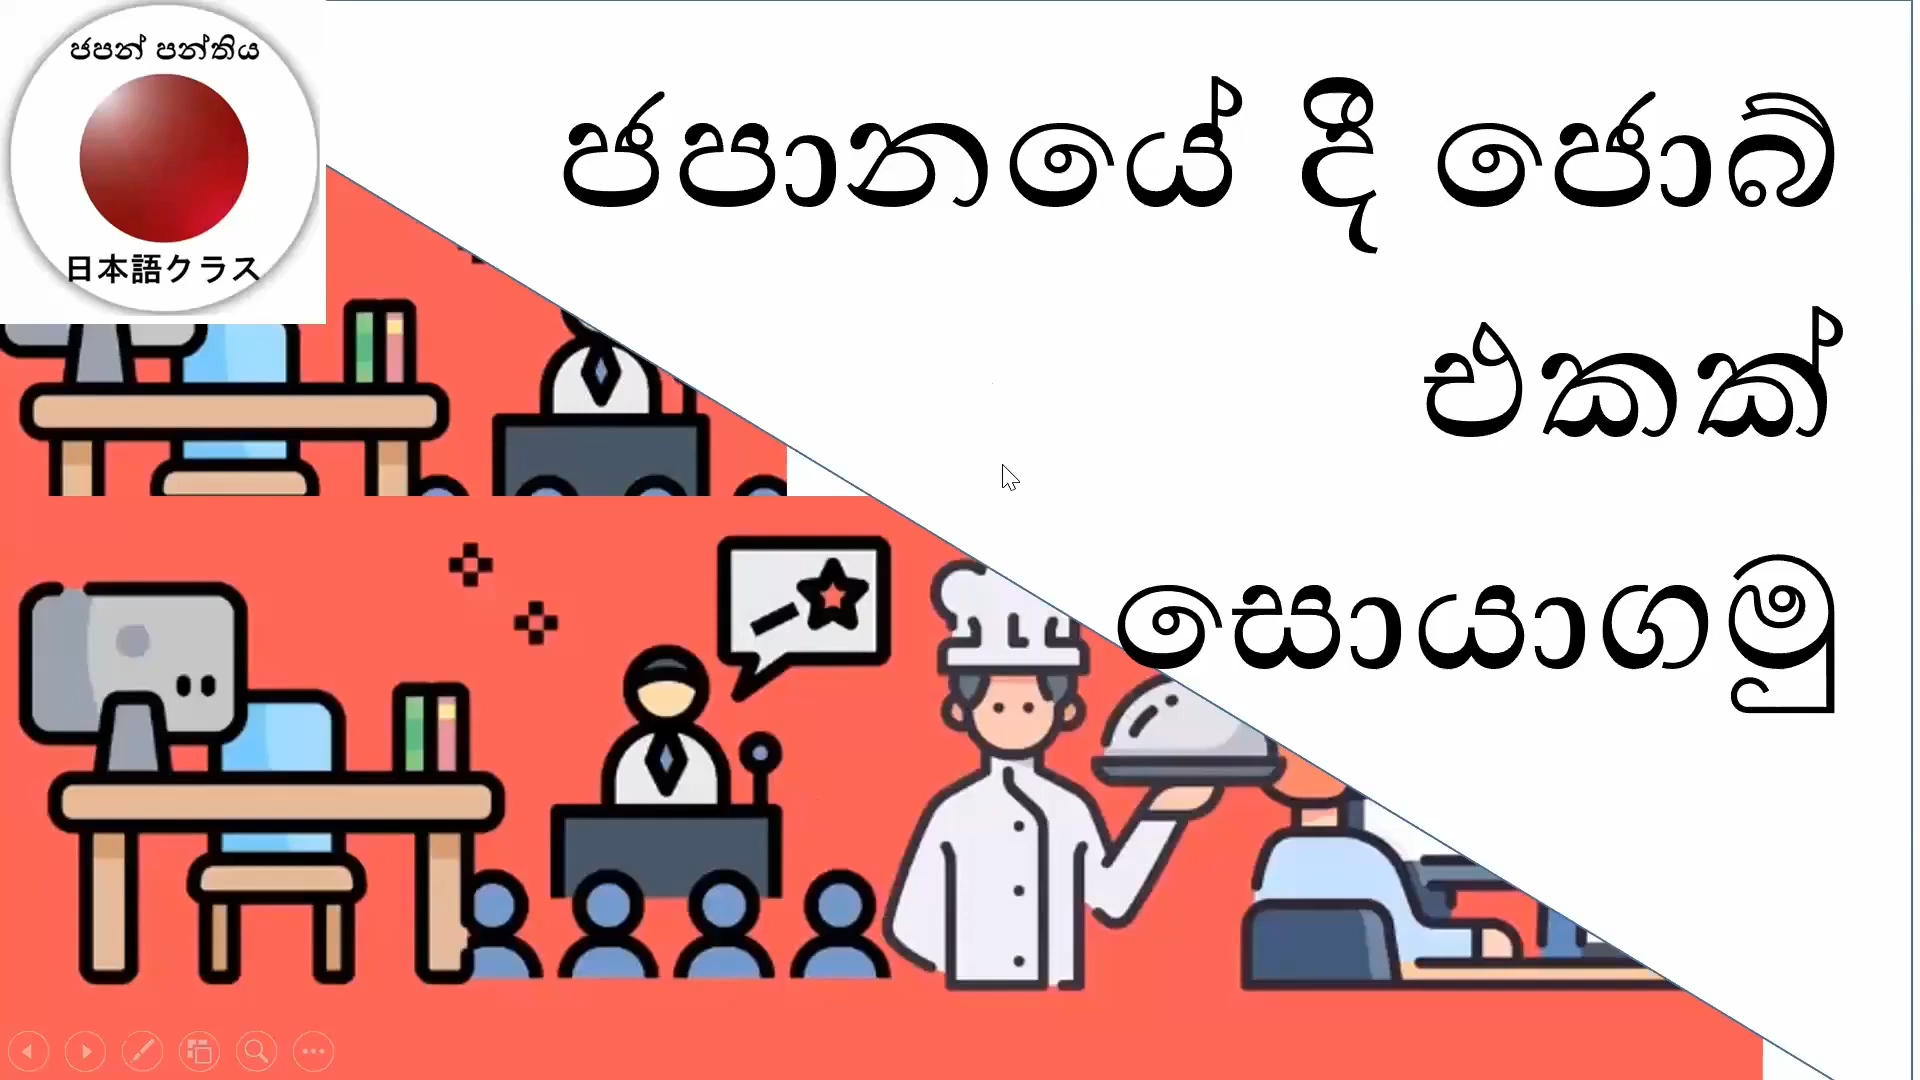 ජපන් පන්තිය
日本語クラス
ජපානයේ දී ජොබ්
එකක්
සොයාගමු